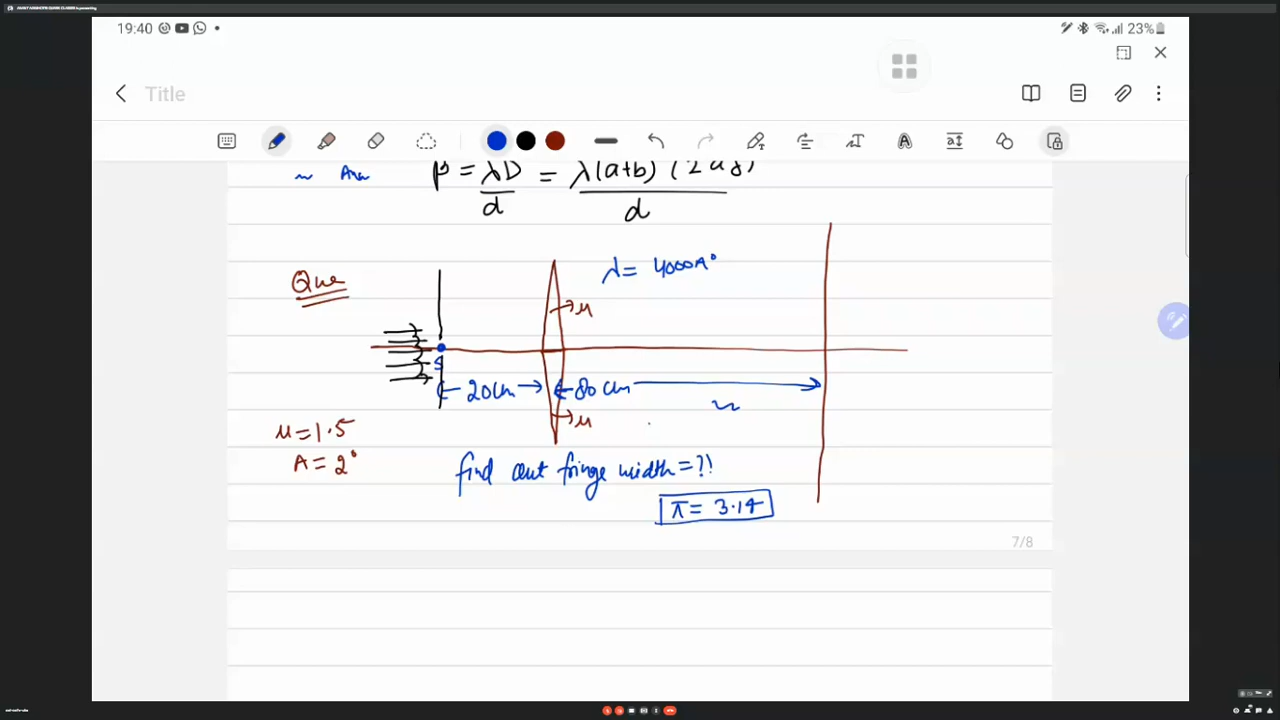 19:40
23%
Title
~ Ans β = λD/d = λ(a+b)(2aδ)/d
Que
λ = 4000A°
μ
S
20cm
80 cm
μ
μ = 1.5
A = 2°
find out fringe width = ??
π = 3.14
7/8